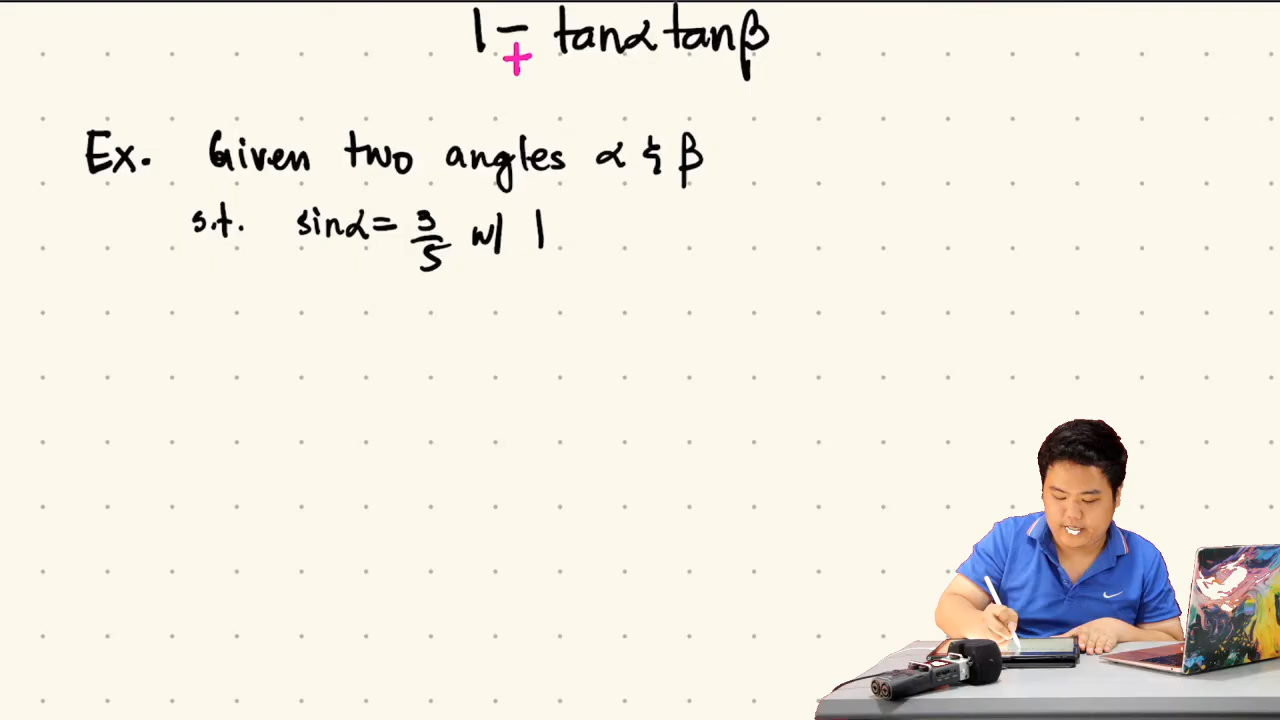 1 - tanα tanβ
+
Ex. Given two angles α & β
s.t. sinα = 3/5 w/ |